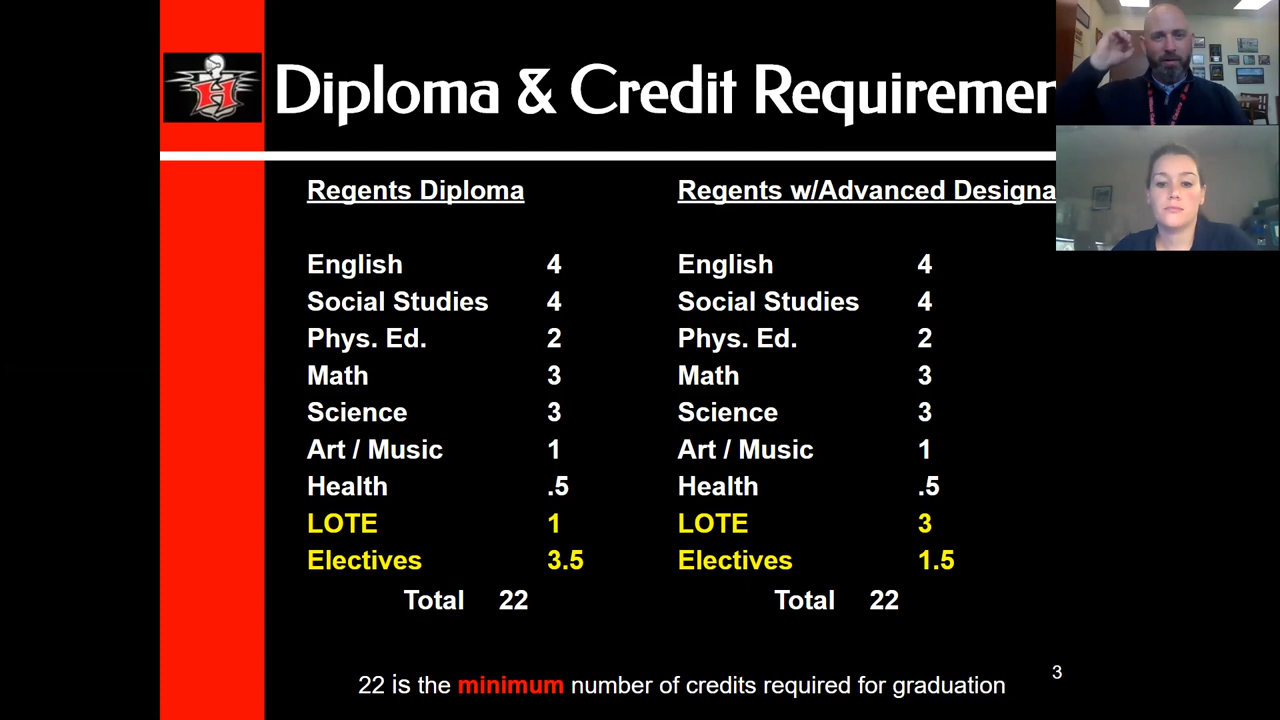 H
Diploma & Credit Requiremen
Regents Diploma
English 4
Social Studies 4
Phys. Ed. 2
Math 3
Science 3
Art / Music 1
Health .5
LOTE 1
Electives 3.5
Total 22
Regents w/Advanced Designa
English 4
Social Studies 4
Phys. Ed. 2
Math 3
Science 3
Art / Music 1
Health .5
LOTE 3
Electives 1.5
Total 22
22 is the minimum number of credits required for graduation
3